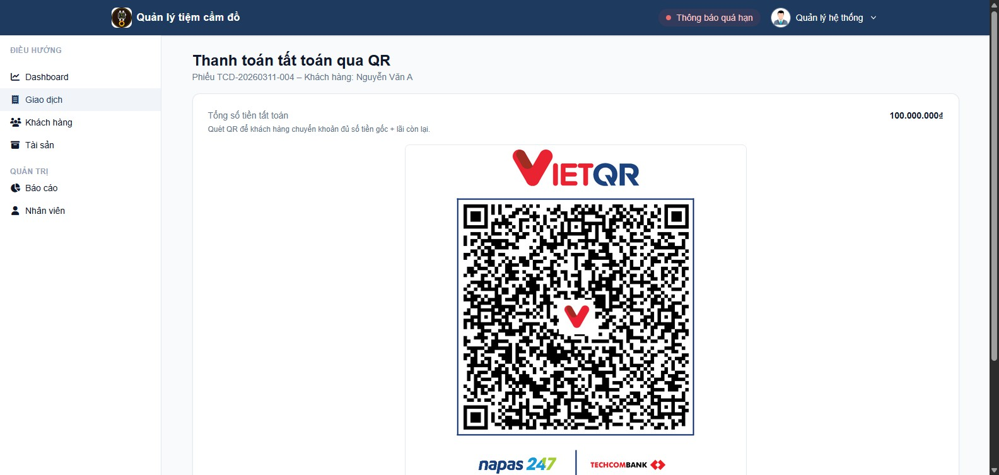 Quản lý tiệm cầm đồ
Thông báo quá hạn
Quản lý hệ thống
ĐIỀU HƯỚNG
Dashboard
Giao dịch
Khách hàng
Tài sản
QUẢN TRỊ
Báo cáo
Nhân viên
Thanh toán tất toán qua QR
Phiếu TCD-20260311-004 – Khách hàng: Nguyễn Văn A
Tổng số tiền tất toán
100.000.000₫
Quét QR để khách hàng chuyển khoản đủ số tiền gốc + lãi còn lại.
VIETQR
napas 247
TECHCOMBANK